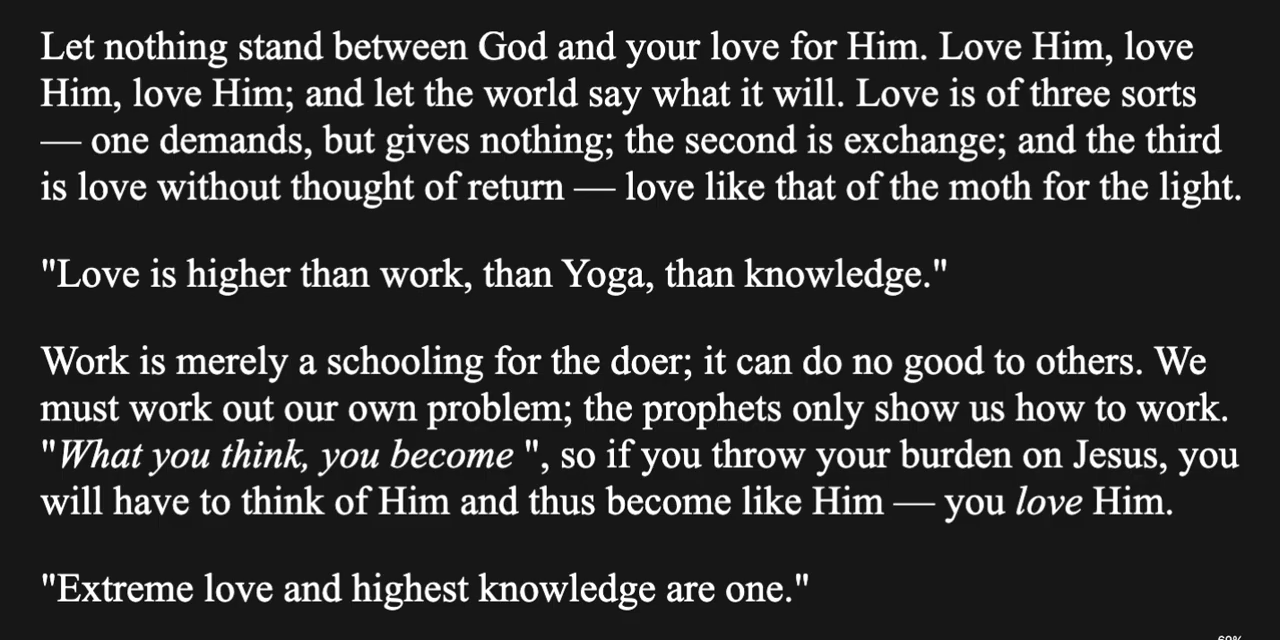 Let nothing stand between God and your love for Him. Love Him, love
Him, love Him; and let the world say what it will. Love is of three sorts
— one demands, but gives nothing; the second is exchange; and the third
is love without thought of return — love like that of the moth for the light.
"Love is higher than work, than Yoga, than knowledge."
Work is merely a schooling for the doer; it can do no good to others. We
must work out our own problem; the prophets only show us how to work.
"What you think, you become ", so if you throw your burden on Jesus, you
will have to think of Him and thus become like Him — you love Him.
"Extreme love and highest knowledge are one."